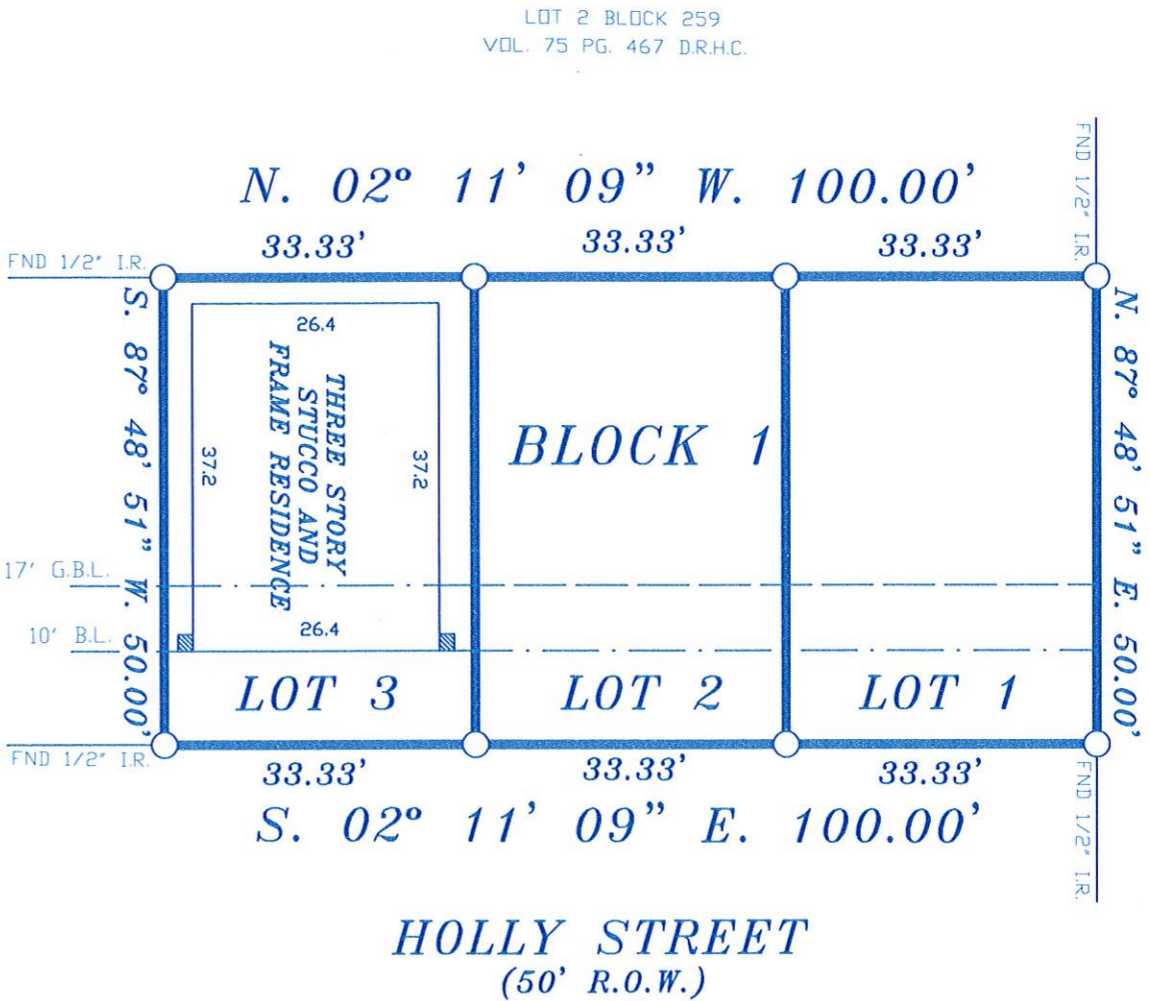 LOT 2 BLOCK 259
VOL. 75 PG. 467 D.R.H.C.
FND 1/2" I.R.
N. 02° 11' 09" W. 100.00'
33.33'
33.33'
33.33'
FND 1/2" I.R.
S. 87° 48' 51" W. 50.00'
N. 87° 48' 51" E. 50.00'
26.4
THREE STORY
STUCCO AND
FRAME RESIDENCE
37.2
37.2
BLOCK 1
17' G.B.L.
26.4
10' B.L.
LOT 3
LOT 2
LOT 1
FND 1/2" I.R.
33.33'
33.33'
33.33'
FND 1/2" I.R.
S. 02° 11' 09" E. 100.00'
HOLLY STREET
(50' R.O.W.)